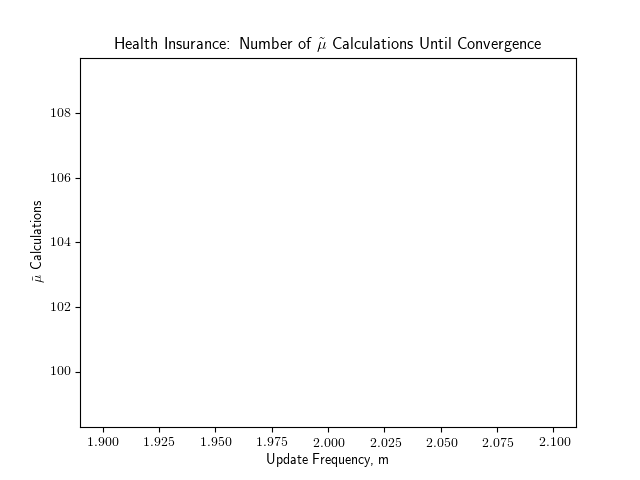 Health Insurance: Number of μ̃ Calculations Until Convergence
108
106
104
102
100
μ̃ Calculations
1.900 1.925 1.950 1.975 2.000 2.025 2.050 2.075 2.100
Update Frequency, m